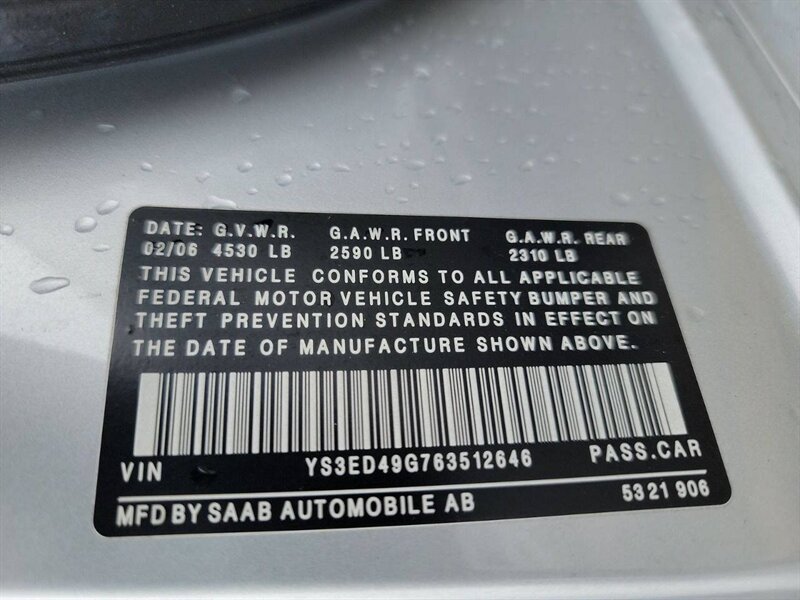 DATE: G.V.W.R. G.A.W.R. FRONT G.A.W.R. REAR
02/06 4530 LB 2590 LB 2310 LB
THIS VEHICLE CONFORMS TO ALL APPLICABLE
FEDERAL MOTOR VEHICLE SAFETY BUMPER AND
THEFT PREVENTION STANDARDS IN EFFECT ON
THE DATE OF MANUFACTURE SHOWN ABOVE.
VIN YS3ED49G763512646 PASS.CAR
MFD BY SAAB AUTOMOBILE AB 5321 906